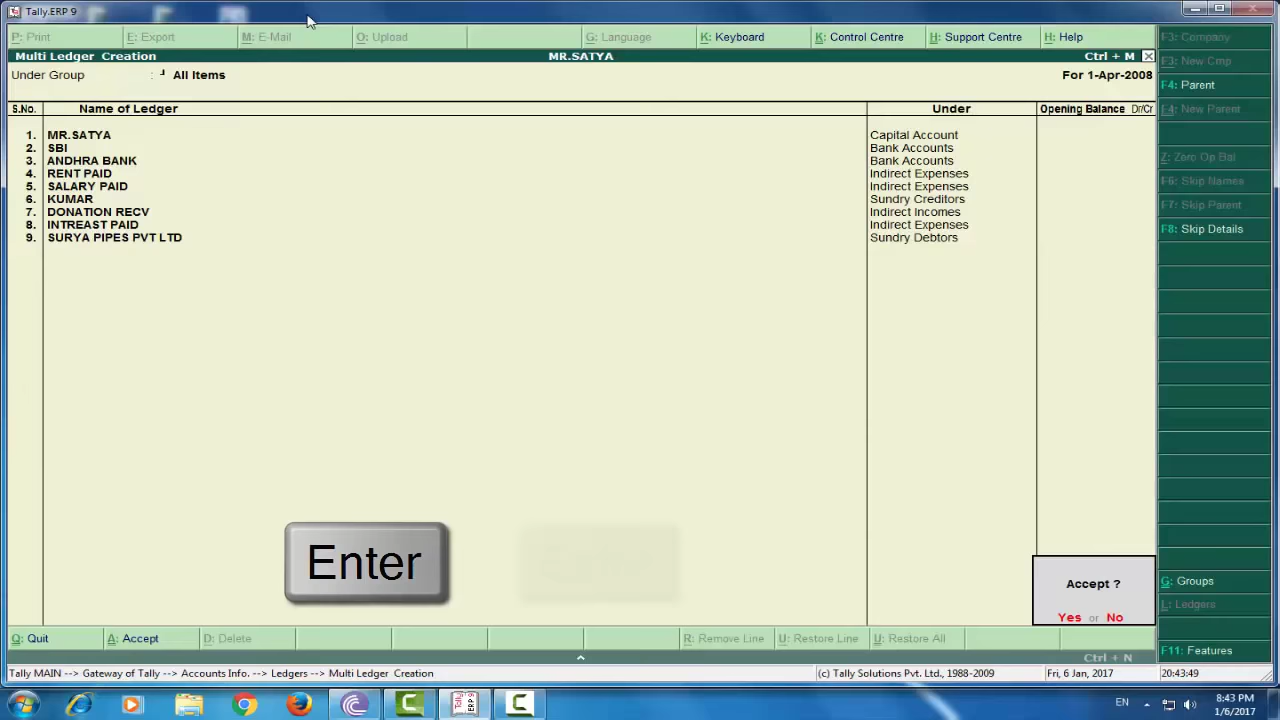 Tally.ERP 9
P: Print E: Export M: E-Mail O: Upload G: Language K: Keyboard K: Control Centre H: Support Centre H: Help
Multi Ledger Creation MR.SATYA Ctrl + M
Under Group : All Items For 1-Apr-2008
S.No. Name of Ledger Under Opening Balance Dr/Cr
1. MR.SATYA Capital Account
2. SBI Bank Accounts
3. ANDHRA BANK Bank Accounts
4. RENT PAID Indirect Expenses
5. SALARY PAID Indirect Expenses
6. KUMAR Sundry Creditors
7. DONATION RECV Indirect Incomes
8. INTREAST PAID Indirect Expenses
9. SURYA PIPES PVT LTD Sundry Debtors
F3: Company
F3: New Cmp
F4: Parent
F4: New Parent
Z: Zero Op Bal
F6: Skip Names
F7: Skip Parent
F8: Skip Details
G: Groups
L: Ledgers
F11: Features
Enter
Accept ?
Yes or No
Q: Quit A: Accept D: Delete R: Remove Line U: Restore Line U: Restore All
Ctrl + N
Tally MAIN --> Gateway of Tally --> Accounts Info. --> Ledgers --> Multi Ledger Creation (c) Tally Solutions Pvt. Ltd., 1988-2009 Fri, 6 Jan, 2017 20:43:49
EN 8:43 PM
1/6/2017